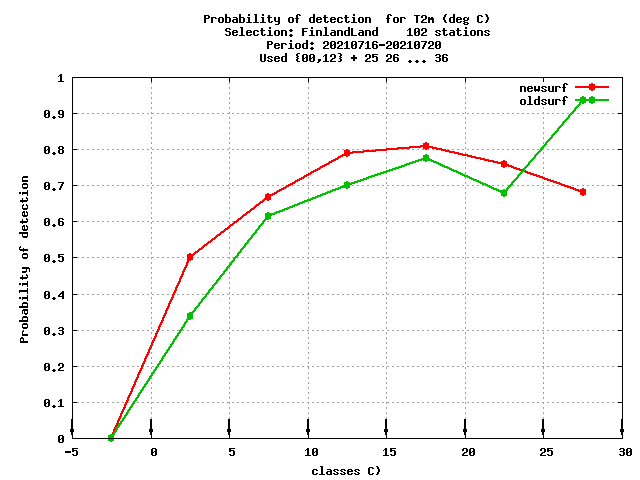 Probability of detection  for T2m (deg C)
Selection: FinlandLand    102 stations
Period: 20210716-20210720
Used {00,12} + 25 26 ... 36
newsurf
oldsurf
Probability of detection
1
0.9
0.8
0.7
0.6
0.5
0.4
0.3
0.2
0.1
0
-5 0 5 10 15 20 25 30
classes C)